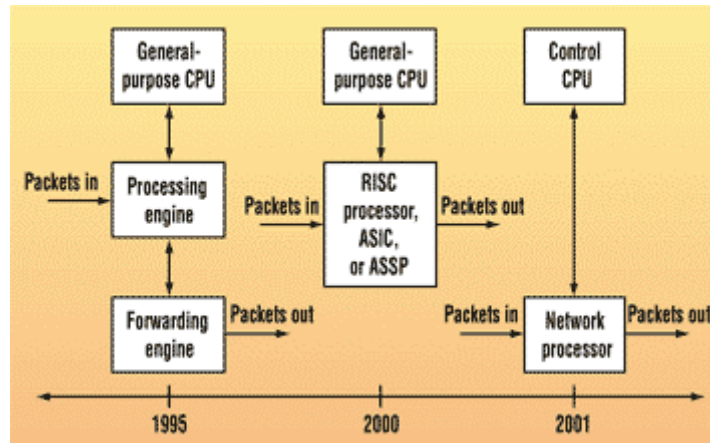 General-
purpose CPU
General-
purpose CPU
Control
CPU
Packets in
Processing
engine
Packets in
RISC
processor,
ASIC,
or ASSP
Packets out
Forwarding
engine
Packets out
Packets in
Network
processor
Packets out
1995
2000
2001